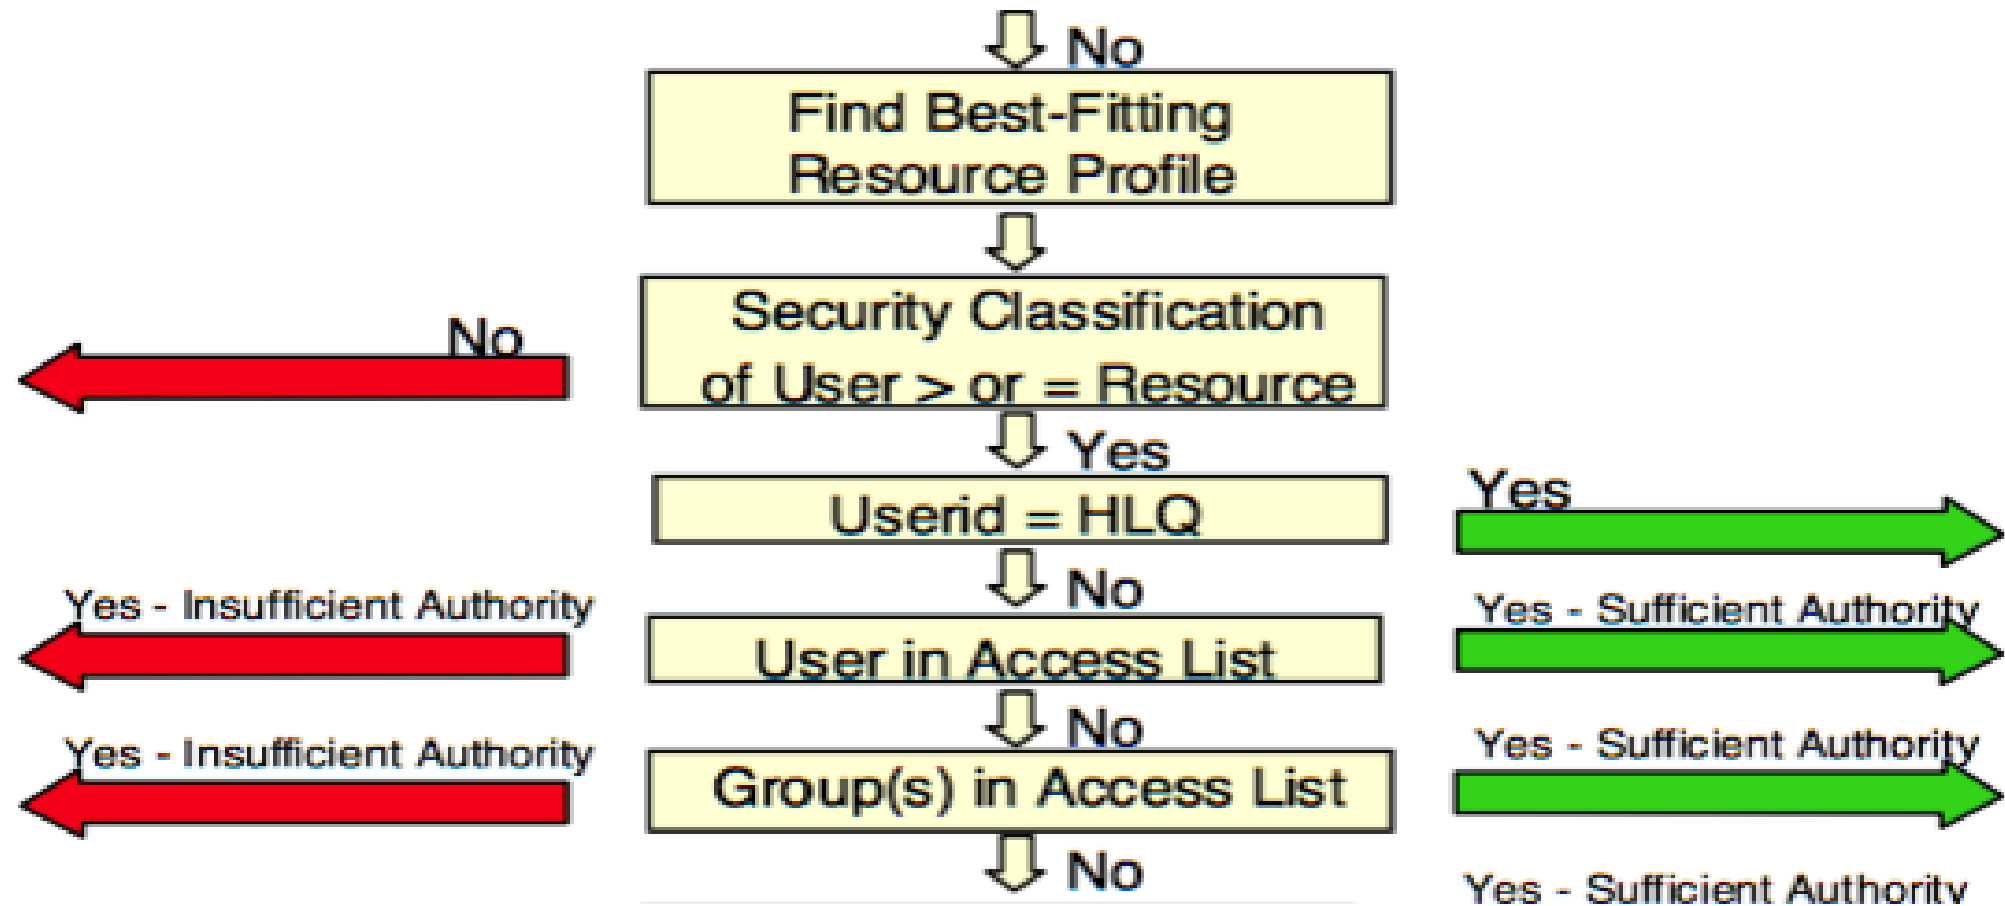 No
Find Best-Fitting
Resource Profile
No
Security Classification
of User > or = Resource
Yes
Userid = HLQ
Yes
No
Yes - Insufficient Authority
User in Access List
Yes - Sufficient Authority
No
Yes - Insufficient Authority
Group(s) in Access List
Yes - Sufficient Authority
No
Yes - Sufficient Authority